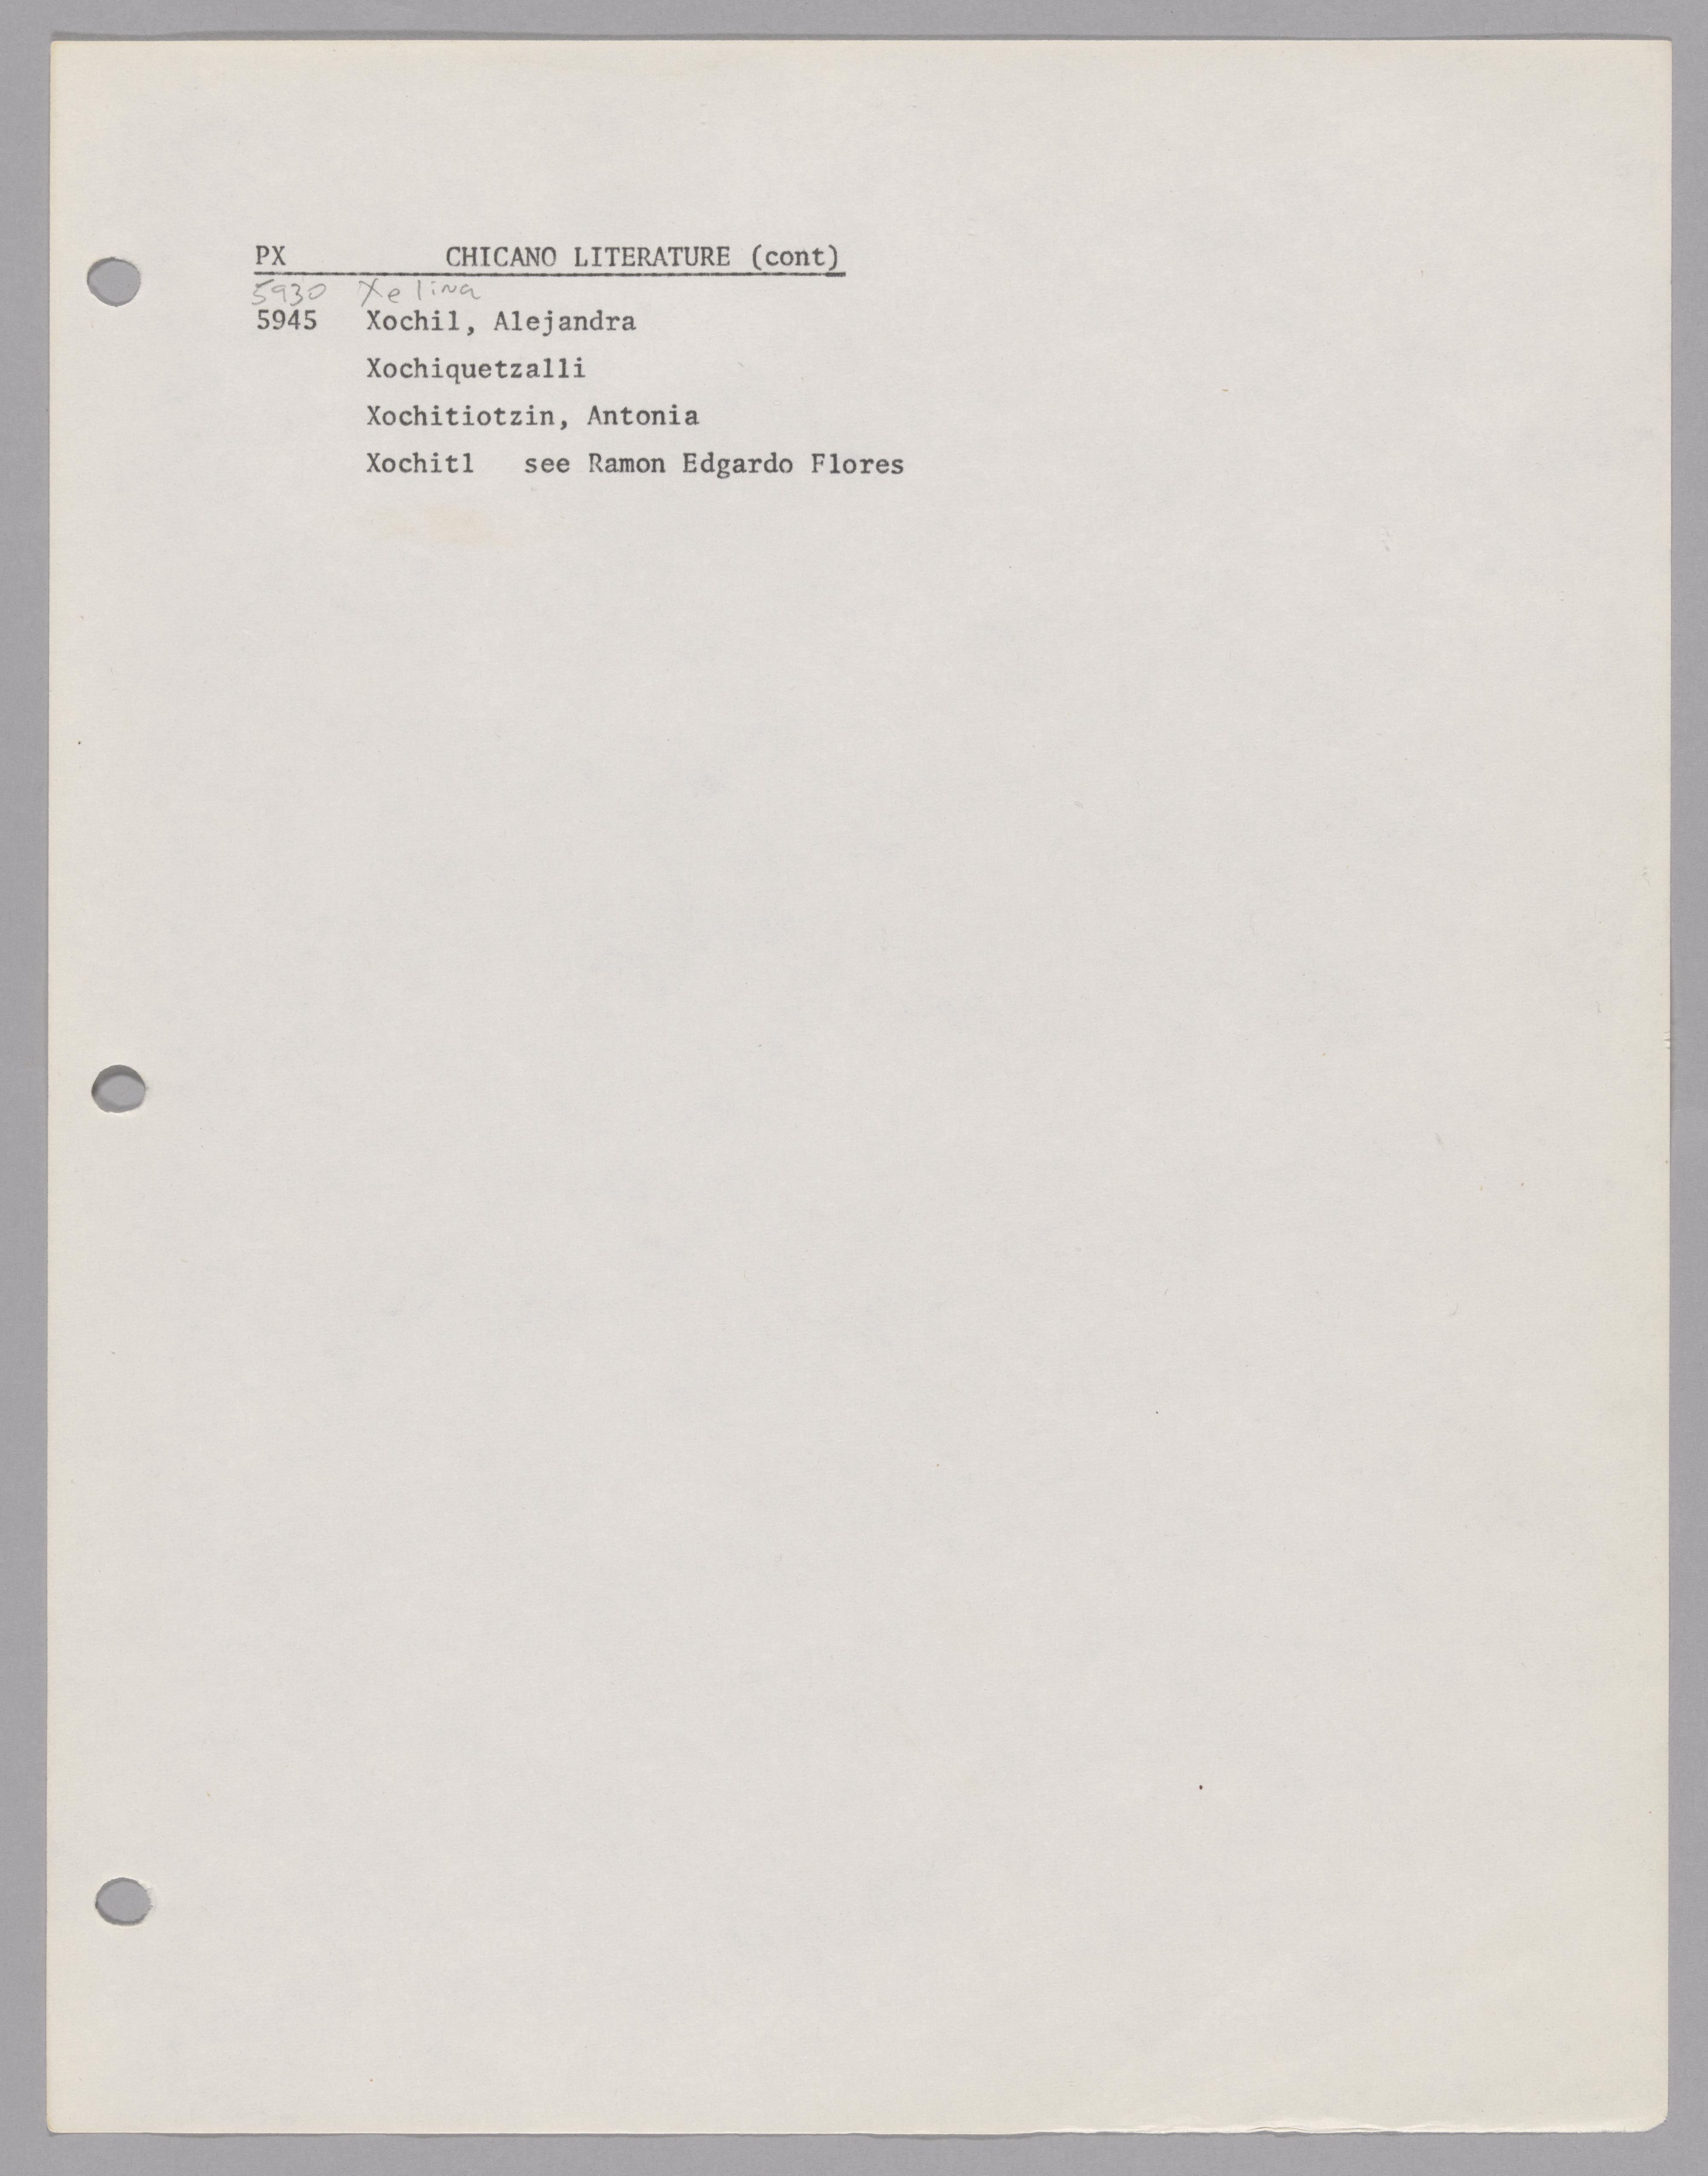 PX CHICANO LITERATURE (cont)
5930 Xelina
5945 Xochil, Alejandra
Xochiquetzalli
Xochitiotzin, Antonia
Xochitl see Ramon Edgardo Flores